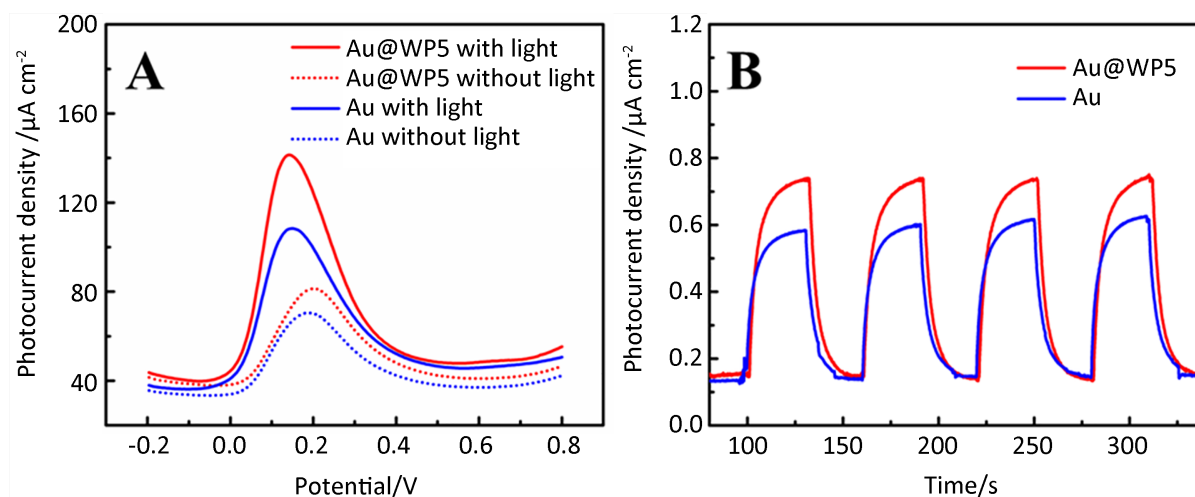 A
Au@WP5 with light
Au@WP5 without light
Au with light
Au without light
Photocurrent density /μA cm⁻²
200
160
120
80
40
-0.2 0.0 0.2 0.4 0.6 0.8
Potential/V
B
Au@WP5
Au
Photocurrent density /μA cm⁻²
1.2
1.0
0.8
0.6
0.4
0.2
0.0
100 150 200 250 300
Time/s